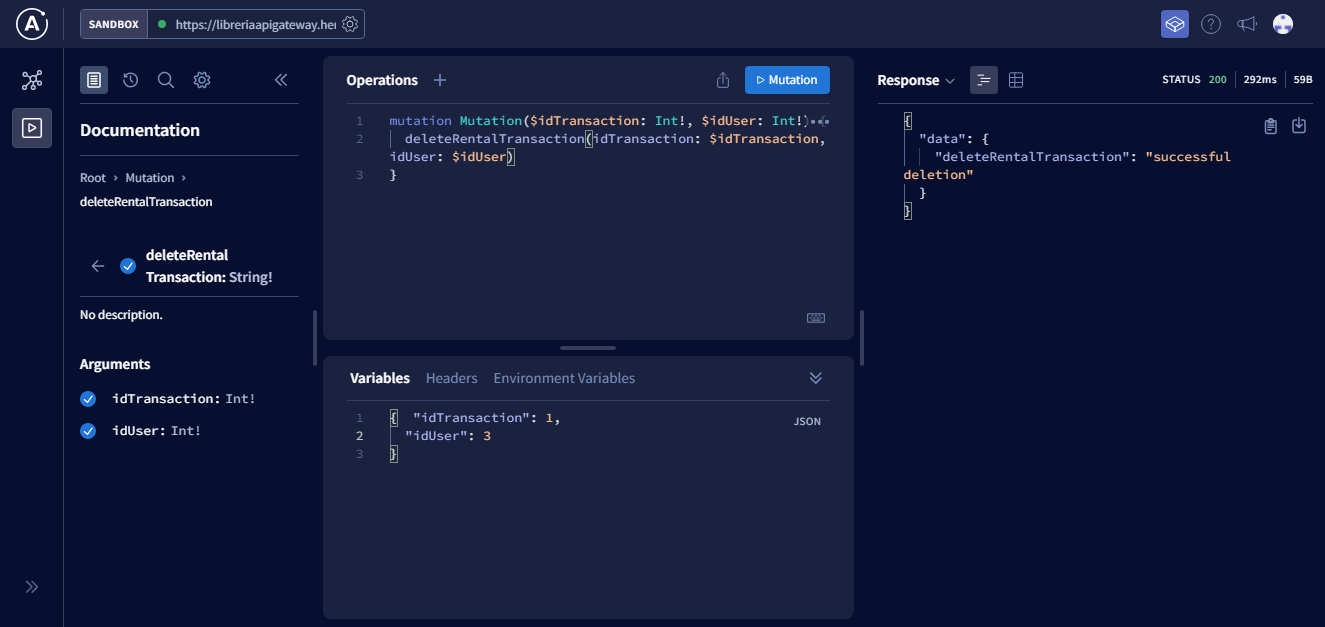 SANDBOX
https://libreriaapigateway.her
Documentation
Root › Mutation ›
deleteRentalTransaction
deleteRental
Transaction: String!
No description.
Arguments
idTransaction: Int!
idUser: Int!
Operations
Mutation
1 mutation Mutation($idTransaction: Int!, $idUser: Int!)
2 deleteRentalTransaction(idTransaction: $idTransaction,
idUser: $idUser)
3 }
Variables Headers Environment Variables
JSON
1 { "idTransaction": 1,
2 "idUser": 3
3 }
Response
STATUS 200 292ms 59B
{
"data": {
"deleteRentalTransaction": "successful
deletion"
}
}